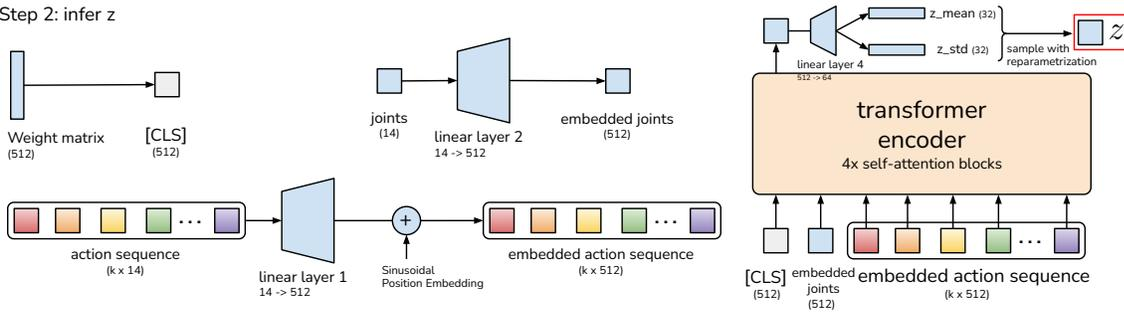 Step 2: infer z
Weight matrix
(512)
[CLS]
(512)
joints
(14)
linear layer 2
14 -> 512
embedded joints
(512)
action sequence
(k x 14)
linear layer 1
14 -> 512
+
Sinusoidal
Position Embedding
embedded action sequence
(k x 512)
z_mean (32)
z_std (32)
linear layer 4
512 -> 64
sample with
reparametrization
z
transformer
encoder
4x self-attention blocks
[CLS]
(512)
embedded
joints
(512)
embedded action sequence
(k x 512)